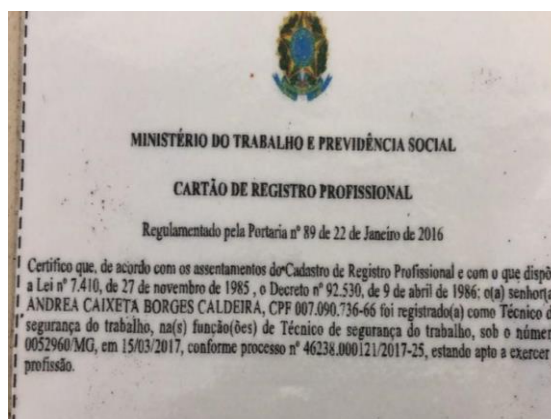 MINISTÉRIO DO TRABALHO E PREVIDÊNCIA SOCIAL
CARTÃO DE REGISTRO PROFISSIONAL
Regulamentado pela Portaria nº 89 de 22 de Janeiro de 2016
Certifico que, de acordo com os assentamentos do Cadastro de Registro Profissional e com o que dispõ
a Lei nº 7.410, de 27 de novembro de 1985 , o Decreto nº 92.530, de 9 de abril de 1986; o(a) senhor(a
ANDREA CAIXETA BORGES CALDEIRA, CPF 007.090.736-66 foi registrado(a) como Técnico d
segurança do trabalho, na(s) função(ões) de Técnico de segurança do trabalho, sob o númer
0052960/MG, em 15/03/2017, conforme processo nº 46238.000121/2017-25, estando apto a exercer
profissão.